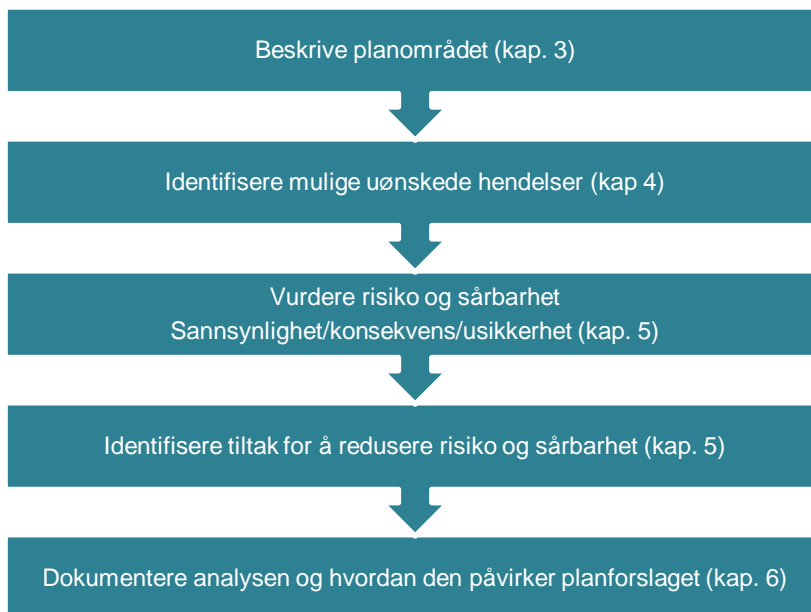 Beskrive planområdet (kap. 3)
Identifisere mulige uønskede hendelser (kap 4)
Vurdere risiko og sårbarhet
Sannsynlighet/konsekvens/usikkerhet (kap. 5)
Identifisere tiltak for å redusere risiko og sårbarhet (kap. 5)
Dokumentere analysen og hvordan den påvirker planforslaget (kap. 6)